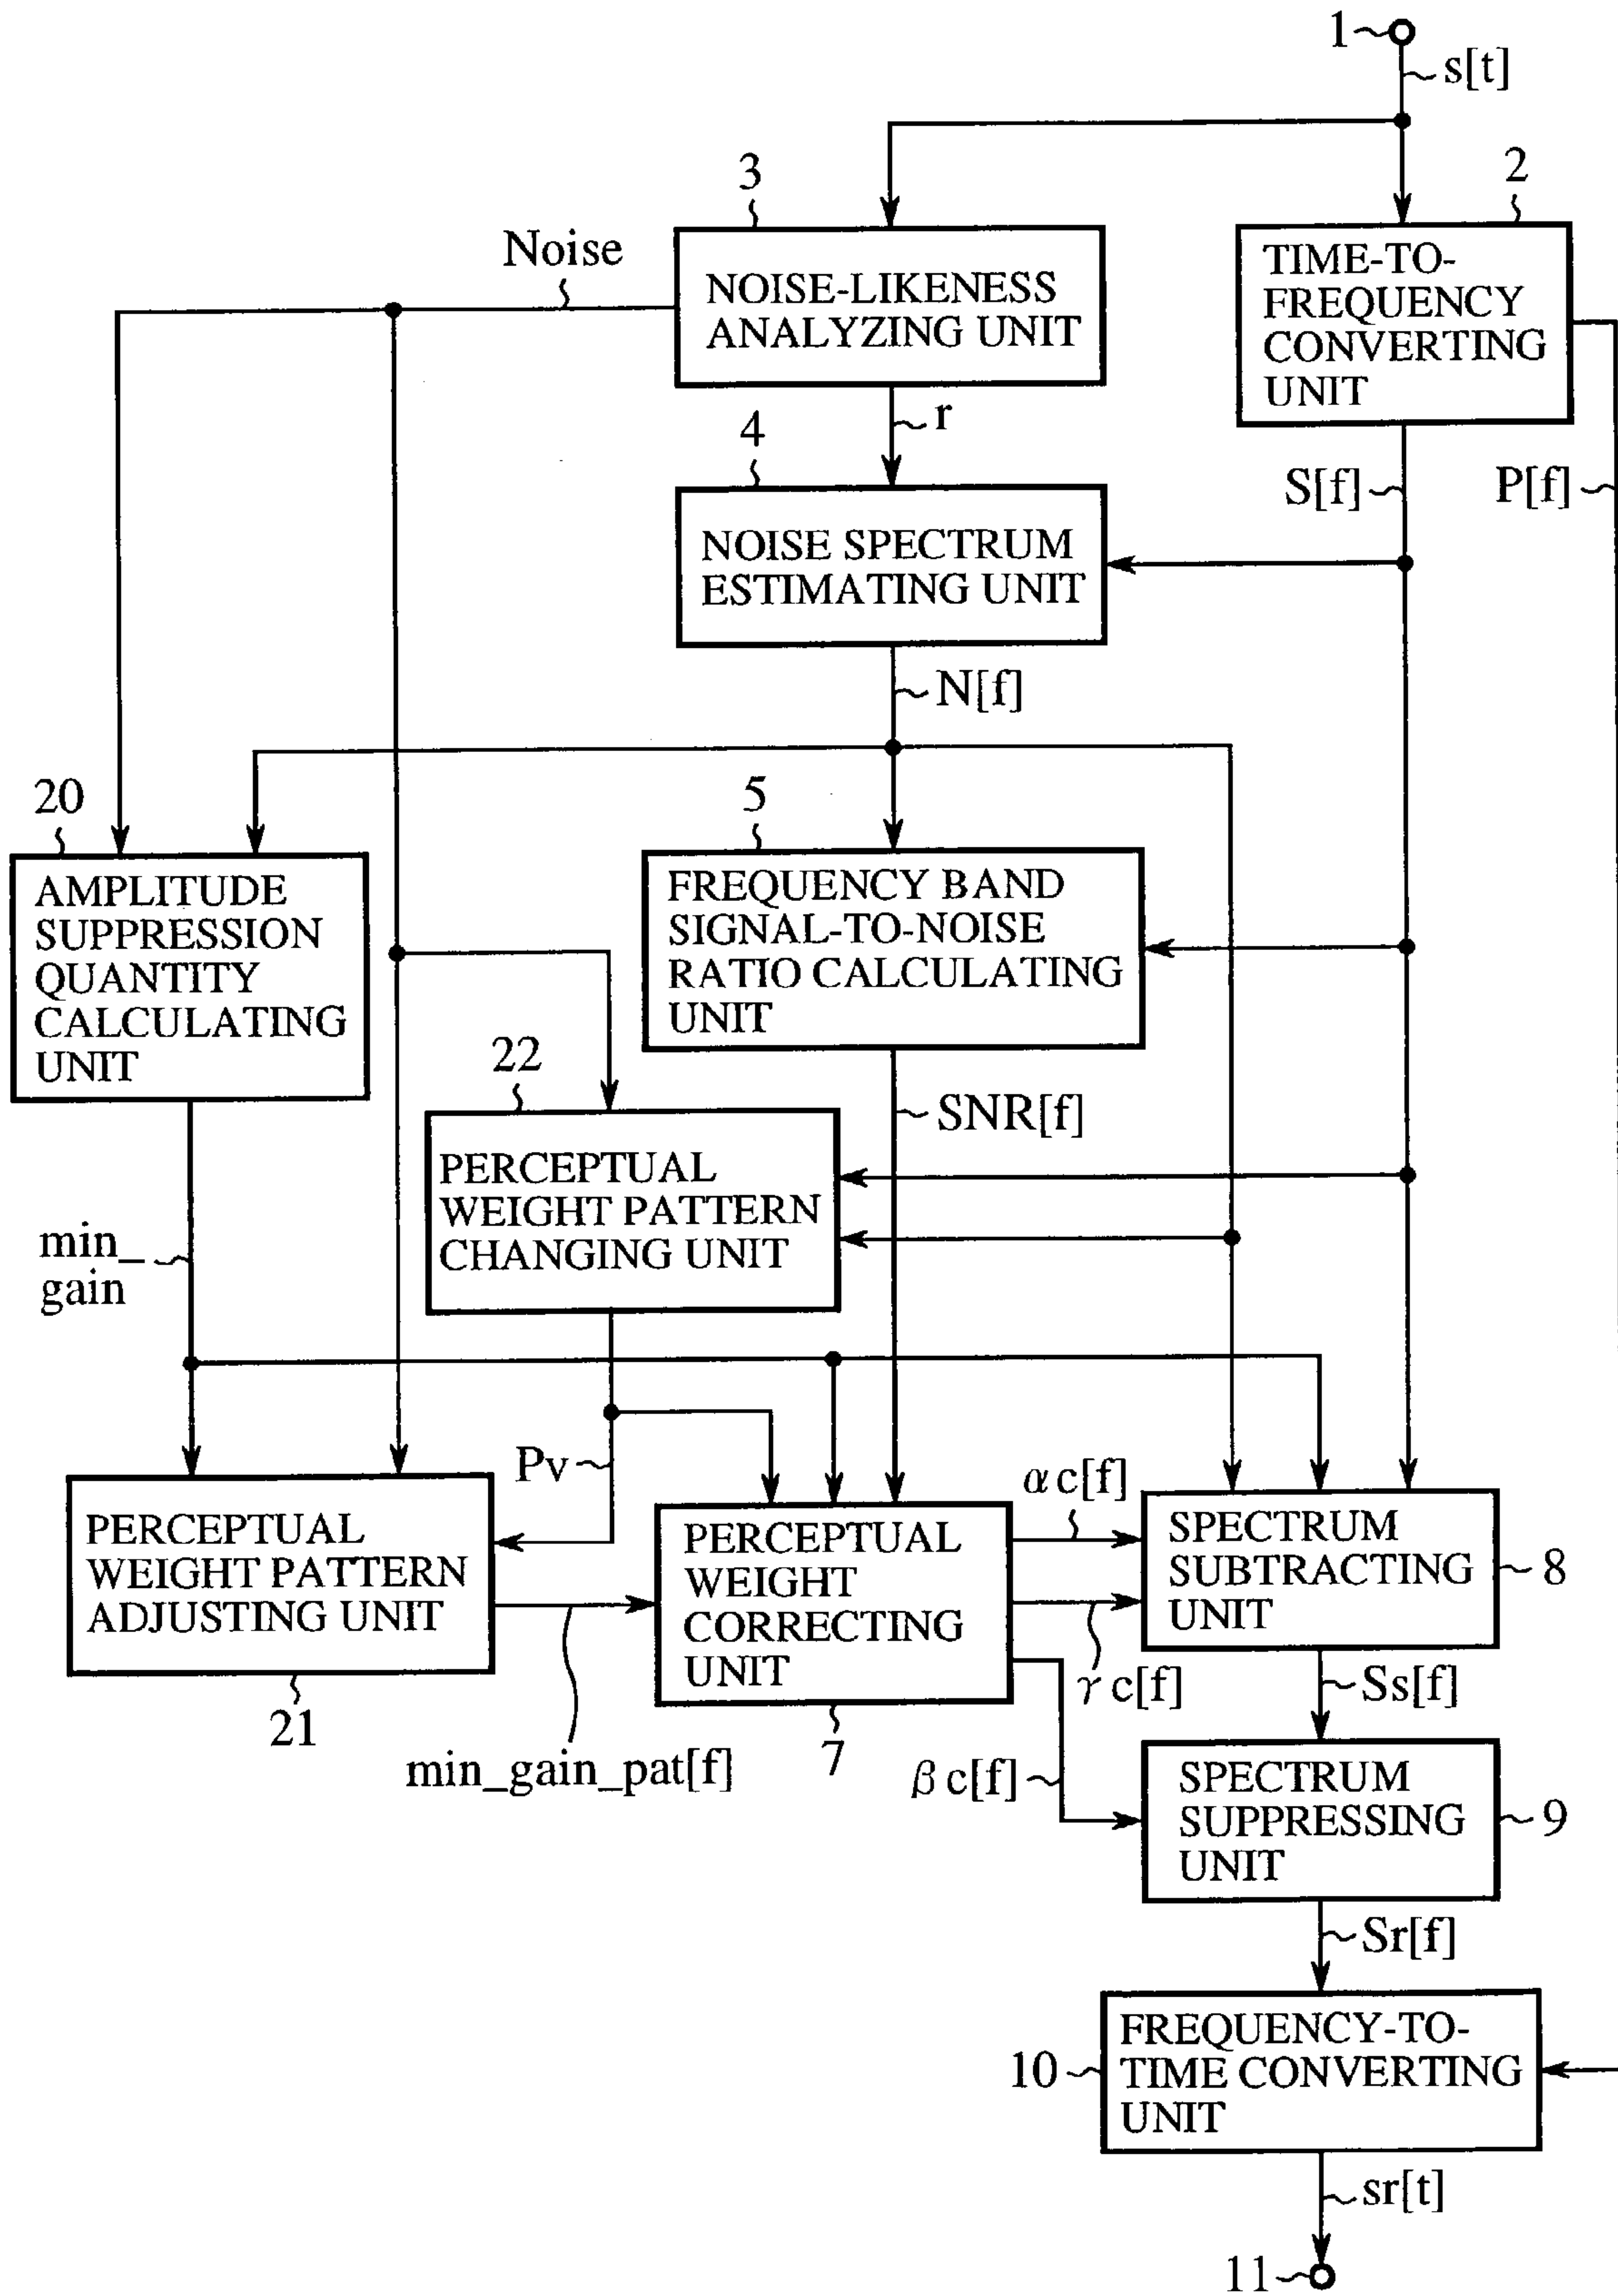 1
s[t]
3
2
Noise
NOISE-LIKENESS
ANALYZING UNIT
TIME-TO-
FREQUENCY
CONVERTING
UNIT
r
4
S[f]
P[f]
NOISE SPECTRUM
ESTIMATING UNIT
N[f]
20
5
AMPLITUDE
SUPPRESSION
QUANTITY
CALCULATING
UNIT
FREQUENCY BAND
SIGNAL-TO-NOISE
RATIO CALCULATING
UNIT
22
SNR[f]
PERCEPTUAL
WEIGHT PATTERN
CHANGING UNIT
min_
gain
Pv
αc[f]
PERCEPTUAL
WEIGHT PATTERN
ADJUSTING UNIT
PERCEPTUAL
WEIGHT
CORRECTING
UNIT
SPECTRUM
SUBTRACTING
UNIT
8
21
min_gain_pat[f]
7
γc[f]
Ss[f]
βc[f]
SPECTRUM
SUPPRESSING
UNIT
9
Sr[f]
10
FREQUENCY-TO-
TIME CONVERTING
UNIT
sr[t]
11